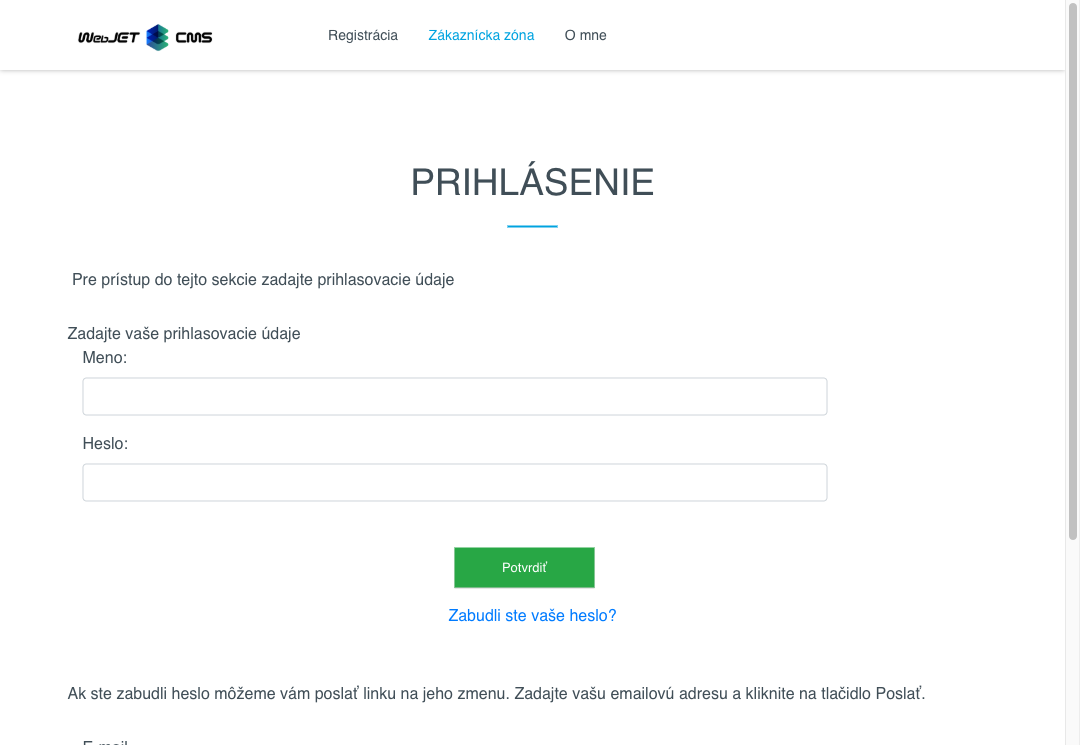 WebJET CMS
Registrácia Zákaznícka zóna O mne
PRIHLÁSENIE
Pre prístup do tejto sekcie zadajte prihlasovacie údaje
Zadajte vaše prihlasovacie údaje
Meno:
Heslo:
Potvrdiť
Zabudli ste vaše heslo?
Ak ste zabudli heslo môžeme vám poslať linku na jeho zmenu. Zadajte vašu emailovú adresu a kliknite na tlačidlo Poslať.